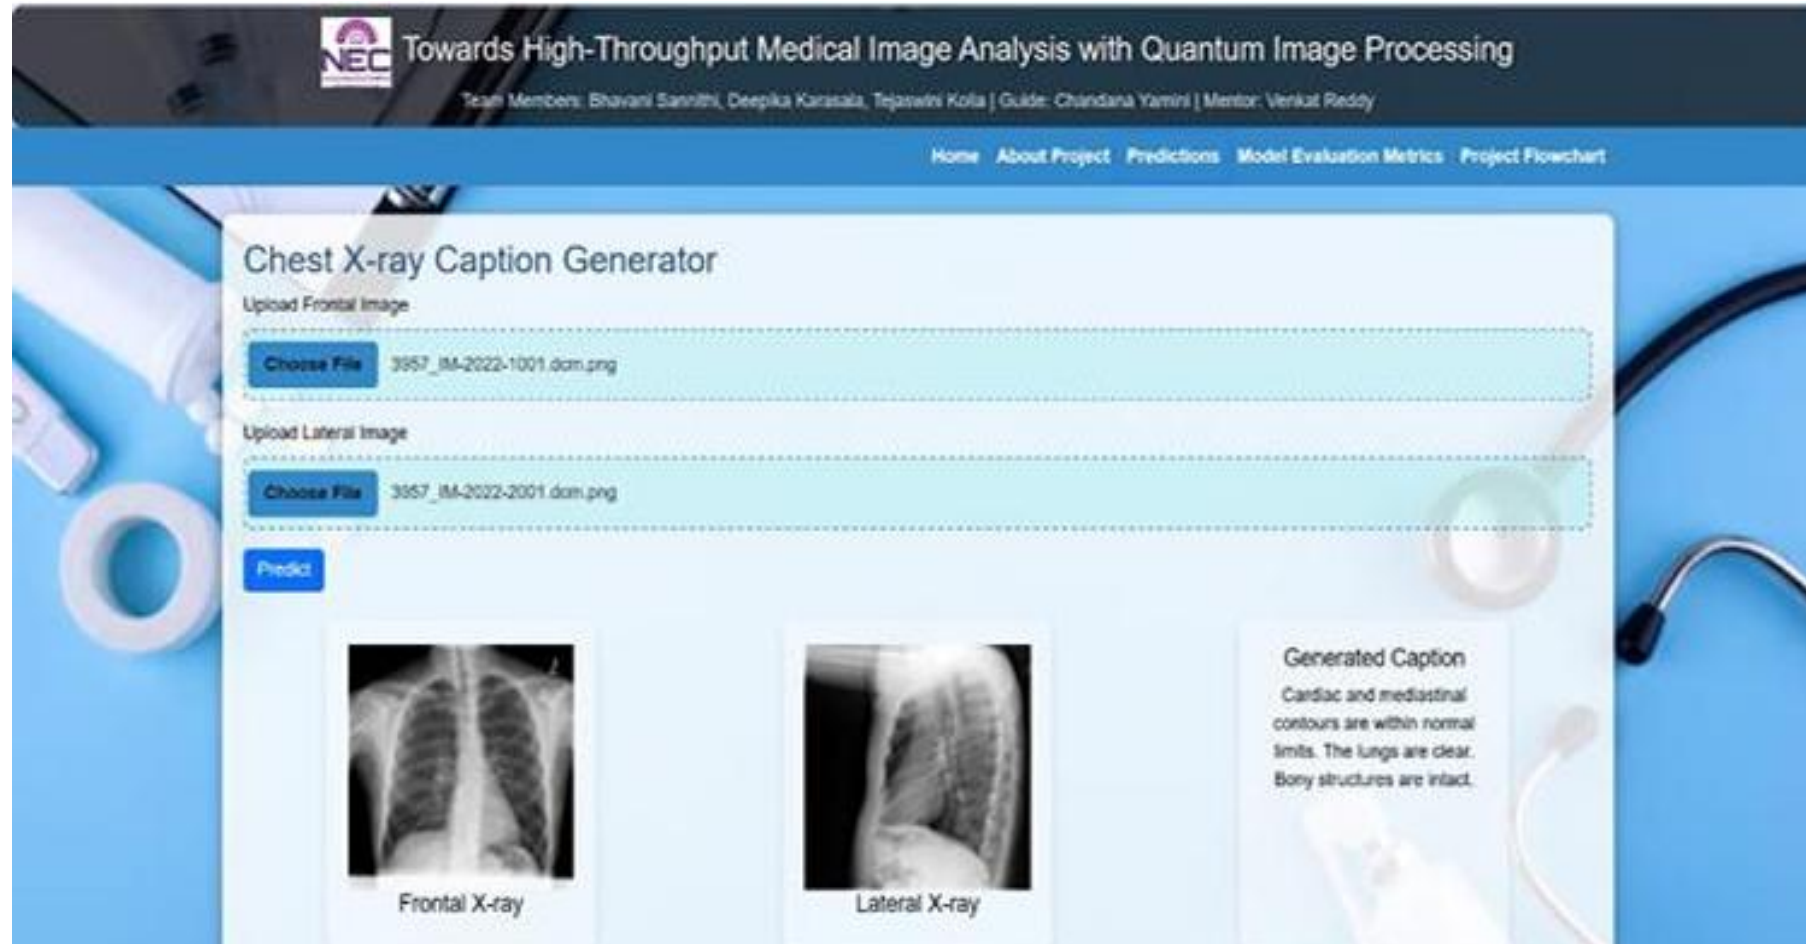 NEC
Towards High-Throughput Medical Image Analysis with Quantum Image Processing
Team Members: Bhavani Sannithi, Deepika Karasala, Tejaswini Kolla | Guide: Chandana Yamini | Mentor: Venkat Reddy
Home About Project Predictions Model Evaluation Metrics Project Flowchart
Chest X-ray Caption Generator
Upload Frontal Image
Choose File 3957_IM-2022-1001.dcm.png
Upload Lateral Image
Choose File 3957_IM-2022-2001.dcm.png
Predict
Frontal X-ray
Lateral X-ray
Generated Caption
Cardiac and mediastinal
contours are within normal
limits. The lungs are clear.
Bony structures are intact.